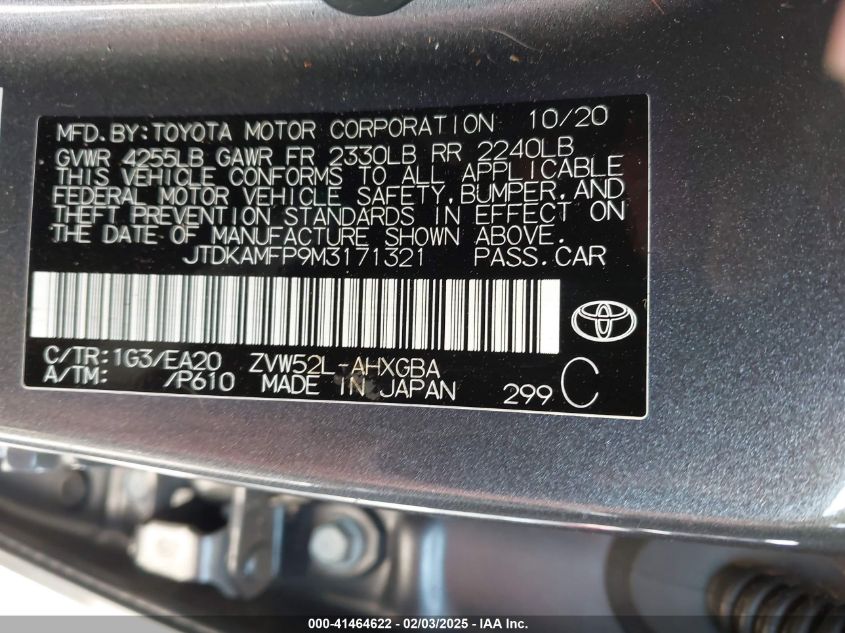 MFD.BY:TOYOTA MOTOR CORPORATION 10/20
GVWR 4255LB GAWR FR 2330LB RR 2240LB
THIS VEHICLE CONFORMS TO ALL APPLICABLE
FEDERAL MOTOR VEHICLE SAFETY,BUMPER,AND
THEFT PREVENTION STANDARDS IN EFFECT ON
THE DATE OF MANUFACTURE SHOWN ABOVE.
JTDKAMFP9M3171321 PASS.CAR
C/TR:1G3/EA20 ZVW52L-AHXGBA
A/TM: /P610 MADE IN JAPAN 299 C
000-41464622 - 02/03/2025 - IAA Inc.